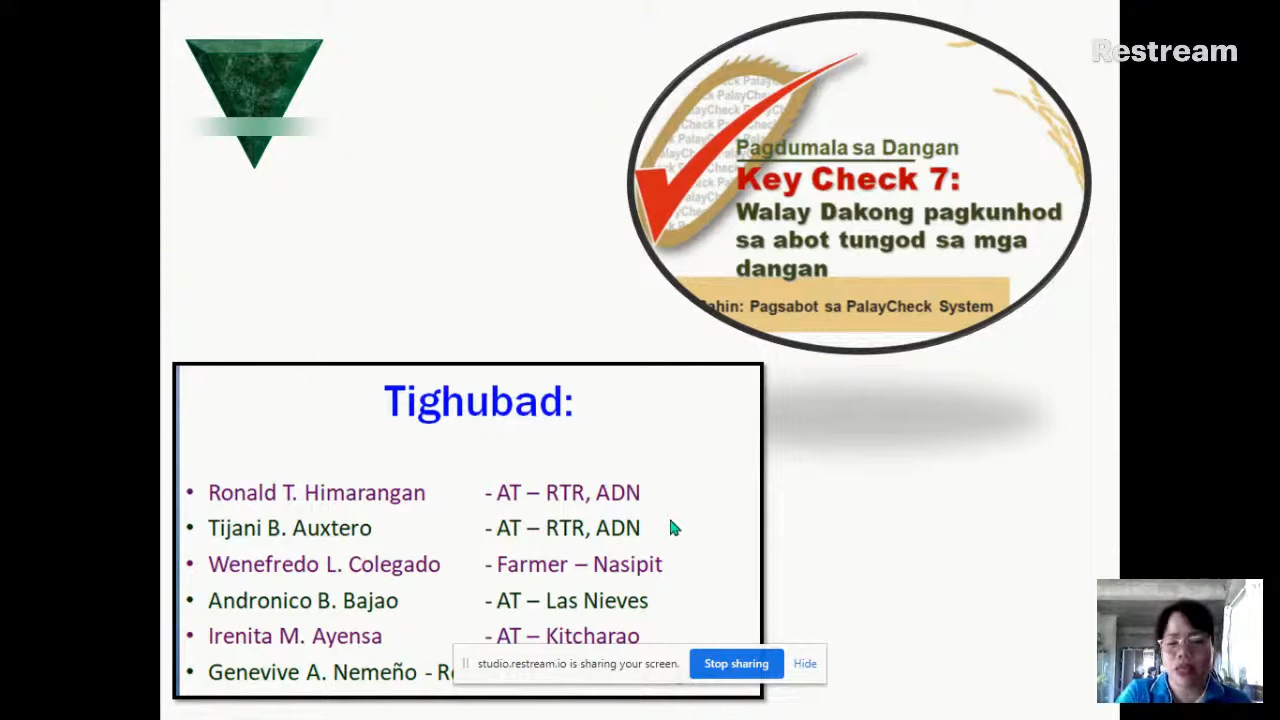 Restream
Pagdumala sa Dangan
Key Check 7:
Walay Dakong pagkunhod
sa abot tungod sa mga
dangan
Pagsabot sa PalayCheck System
Tighubad:
• Ronald T. Himarangan - AT – RTR, ADN
• Tijani B. Auxtero - AT – RTR, ADN
• Wenefredo L. Colegado - Farmer – Nasipit
• Andronico B. Bajao - AT – Las Nieves
• Irenita M. Ayensa - AT – Kitcharao
• Genevive A. Nemeño -
studio.restream.io is sharing your screen. Stop sharing Hide